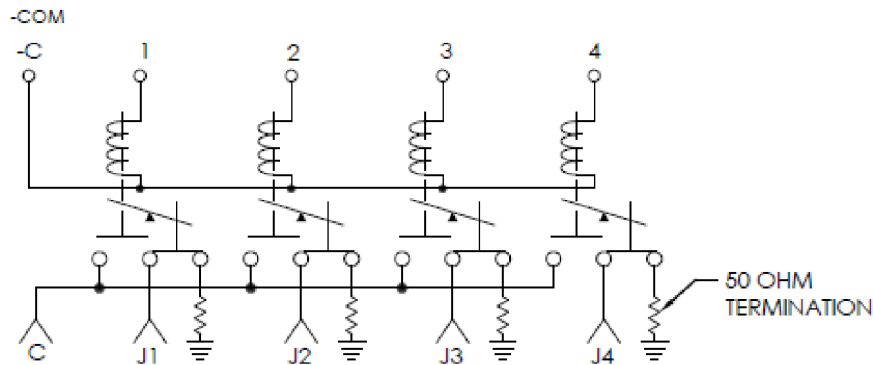 -COM
-C 1 2 3 4
50 OHM
TERMINATION
C J1 J2 J3 J4